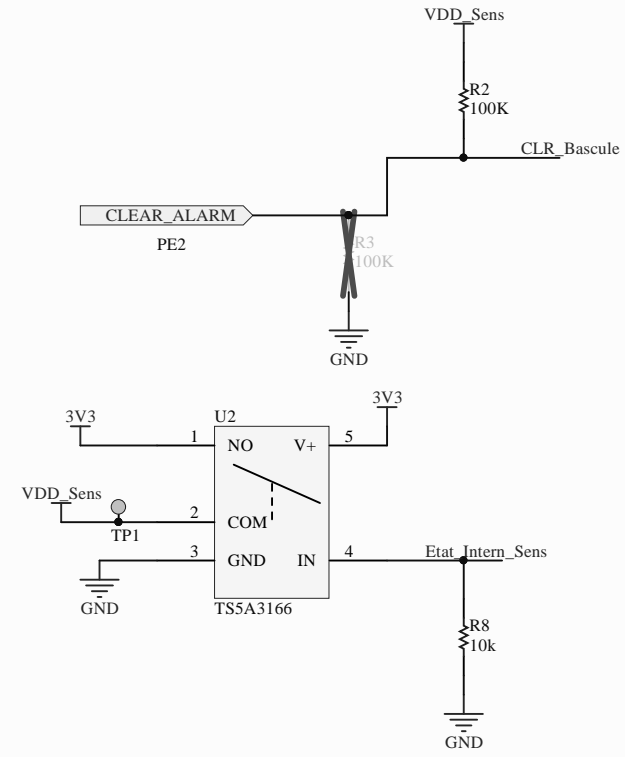 VDD_Sens
R2
100K
CLR_Bascule
CLEAR_ALARM
PE2
R3
100K
GND
3V3
U2
3V3
1 NO V+ 5
VDD_Sens
2 COM
TP1
3 GND IN 4
Etat_Intern_Sens
GND
TS5A3166
R8
10k
GND